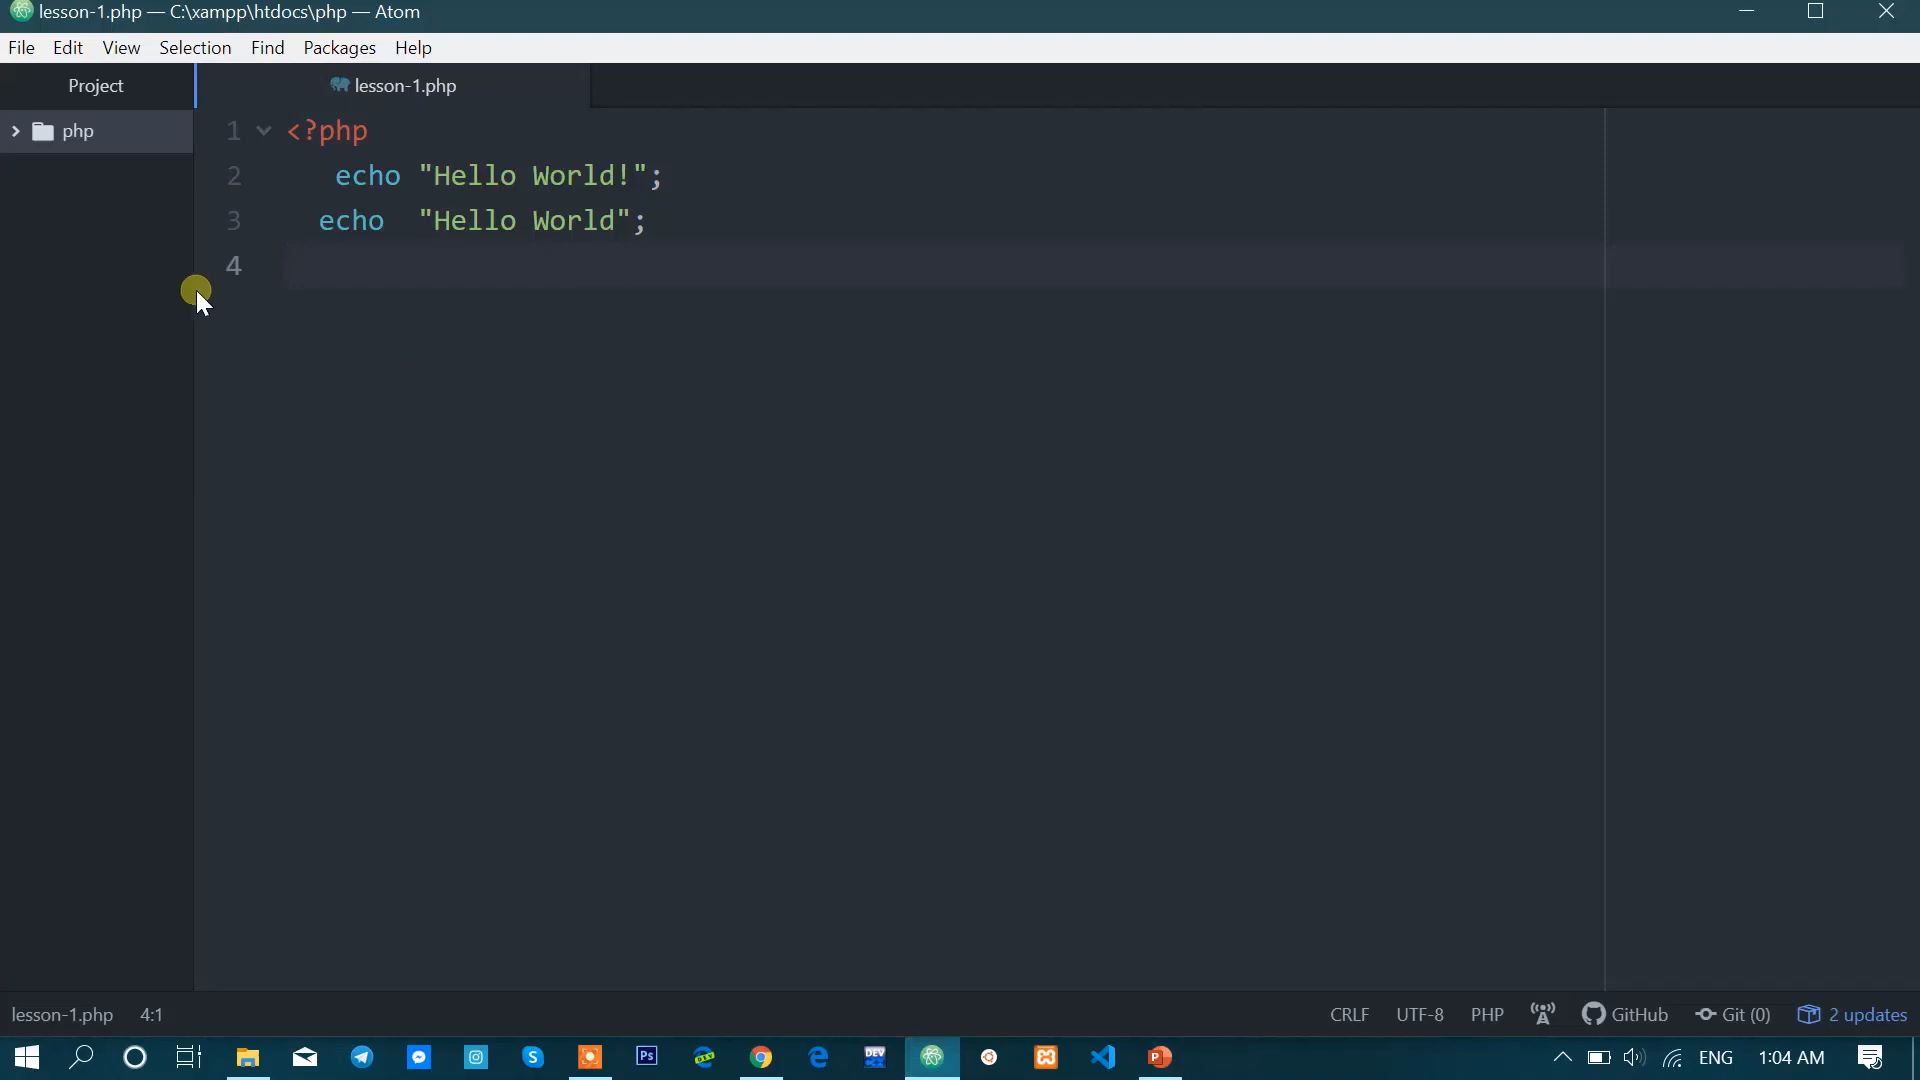 lesson-1.php — C:\xampp\htdocs\php — Atom
File Edit View Selection Find Packages Help
Project
lesson-1.php
php
1 <?php
2    echo "Hello World!";
3   echo  "Hello World";
4
lesson-1.php 4:1
CRLF UTF-8 PHP GitHub Git (0) 2 updates
Ps
DEV
ENG 1:04 AM